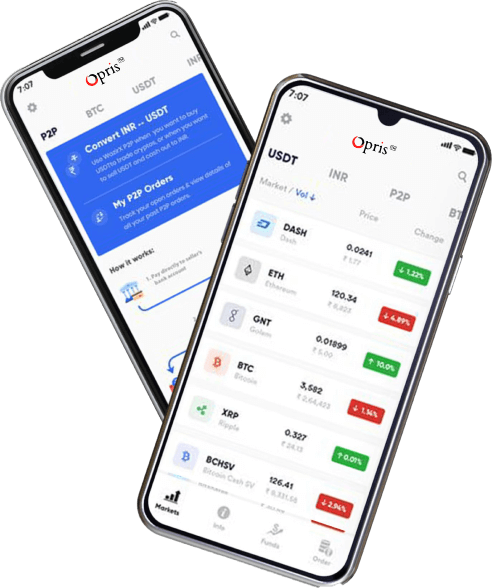 7:07
Opris
P2P
BTC
USDT
INR
Convert INR ↔ USDT
Use WazirX P2P when you want to buy
USDT to trade cryptos, or when you want
to sell USDT and cash out to INR.
My P2P Orders
Track your open orders & view details of
all your past P2P orders.
How it works:
1. Pay directly to seller's
bank account
7:07
Opris
USDT
INR
P2P
BT
Market / Vol ↓
Price
Change
DASH
Dash
0.0241
₹ 1.77
↓ 1.22%
ETH
Ethereum
120.34
₹ 8,823
↓ 4.89%
GNT
Golem
0.01899
₹ 5.00
↑ 10.0%
BTC
Bitcoin
3,582
₹ 2,64,423
↓ 1.14%
XRP
Ripple
0.327
₹ 24.13
↑ 0.01%
BCHSV
Bitcoin Cash SV
126.41
₹ 9,331.56
↓ 2.94%
Markets
Info
Funds
Order